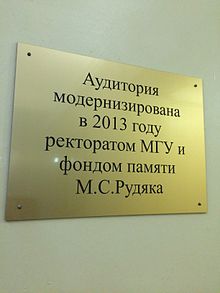 Аудитория
модернизирована
в 2013 году
ректоратом МГУ и
фондом памяти
М.С.Рудяка